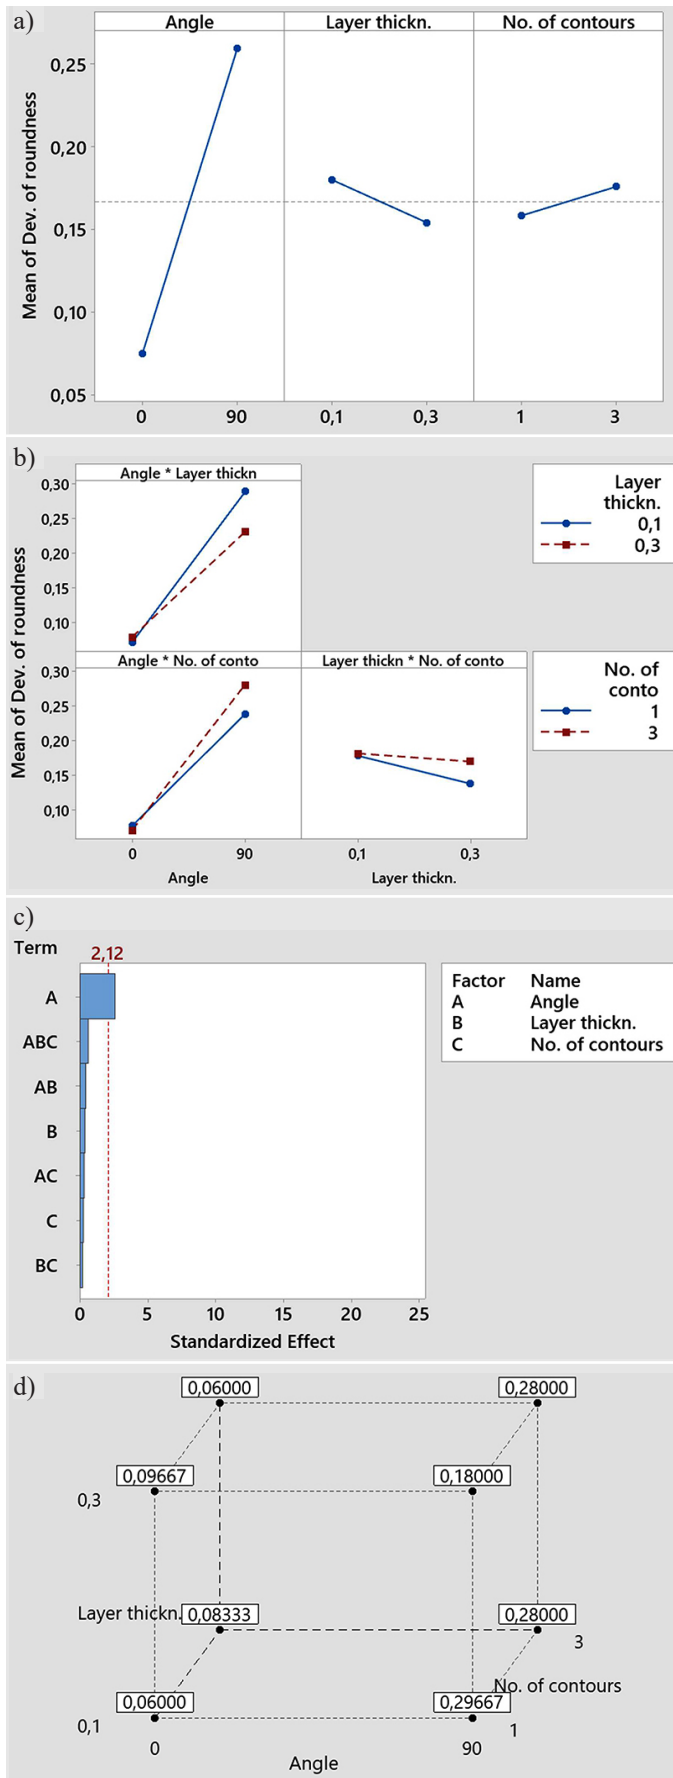 a)
Angle
Layer thickn.
No. of contours
Mean of Dev. of roundness
0,25
0,20
0,15
0,10
0,05
0
90
0,1
0,3
1
3
b)
Angle * Layer thickn
Mean of Dev. of roundness
0,30
0,25
0,20
0,15
0,10
Layer
thickn.
0,1
0,3
Angle * No. of conto
Layer thickn * No. of conto
0,30
0,25
0,20
0,15
0,10
No. of
conto
1
3
0
90
0,1
0,3
Angle
Layer thickn.
c)
Term
2,12
A
ABC
AB
B
AC
C
BC
Factor Name
A Angle
B Layer thickn.
C No. of contours
0
5
10
15
20
25
Standardized Effect
d)
0,06000
0,28000
0,09667
0,18000
0,3
Layer thickn.
0,08333
0,28000
3
No. of contours
0,06000
0,29667
0,1
1
0
90
Angle